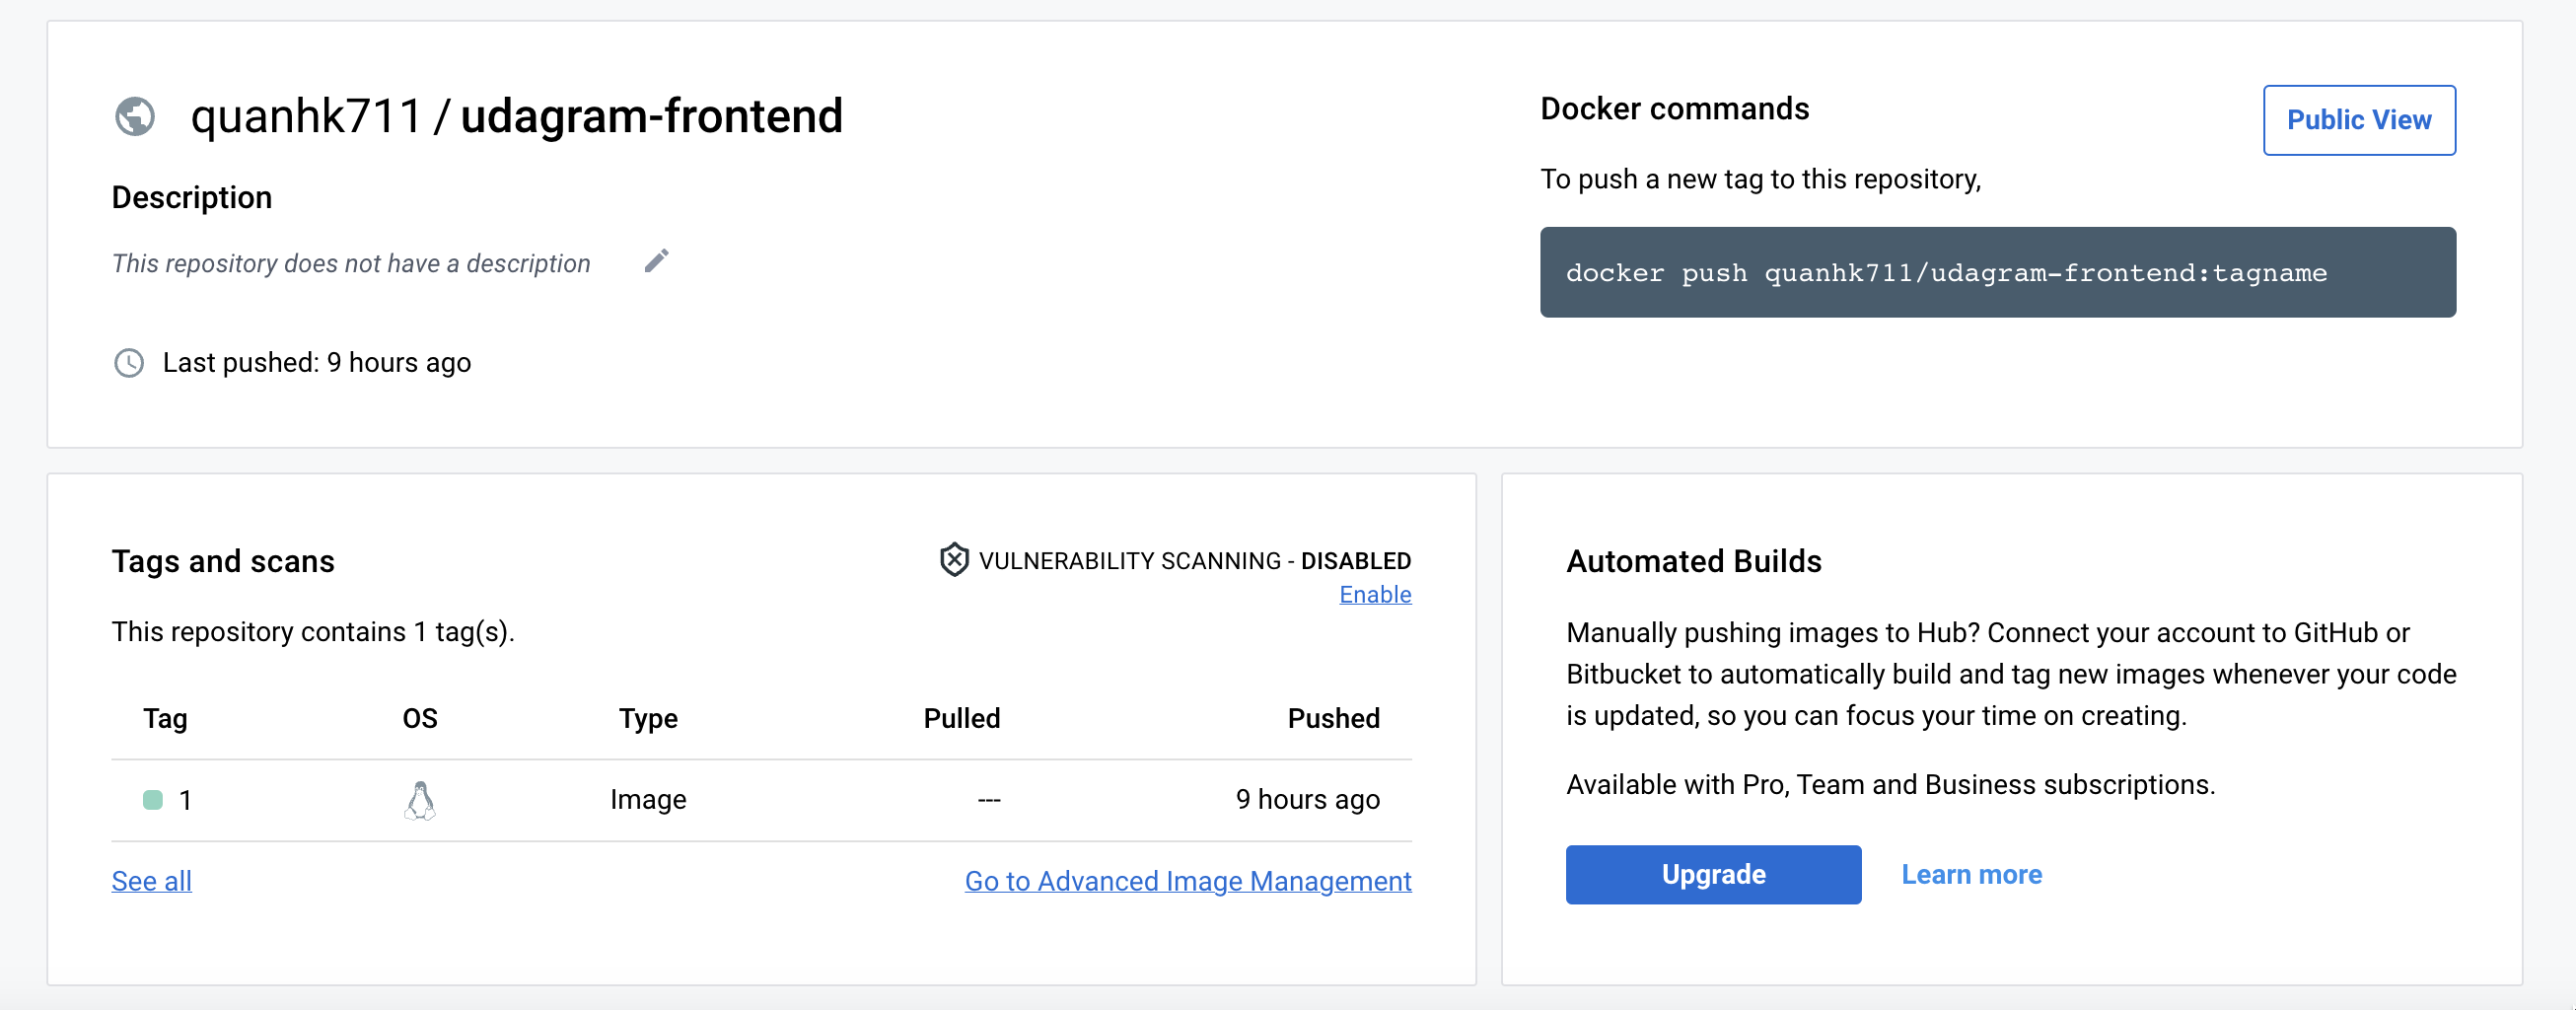 quanhk711 / udagram-frontend
Description
This repository does not have a description
Last pushed: 9 hours ago
Docker commands
Public View
To push a new tag to this repository,
docker push quanhk711/udagram-frontend:tagname
Tags and scans
VULNERABILITY SCANNING - DISABLED
Enable
This repository contains 1 tag(s).
Tag OS Type Pulled Pushed
1 Image --- 9 hours ago
See all
Go to Advanced Image Management
Automated Builds
Manually pushing images to Hub? Connect your account to GitHub or
Bitbucket to automatically build and tag new images whenever your code
is updated, so you can focus your time on creating.
Available with Pro, Team and Business subscriptions.
Upgrade
Learn more